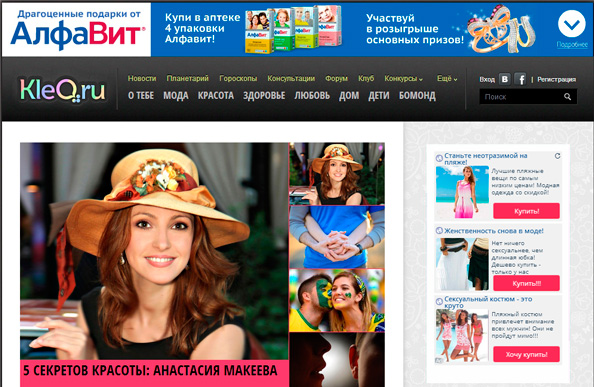 Драгоценные подарки от
АлфаВит®
Купи в аптеке
4 упаковки
Алфавит!
Участвуй
в розыгрыше
основных призов!
Подробнее
KleO.ru
Новости Планетарий Гороскопы Консультации Форум Клуб Конкурсы Ещё
О ТЕБЕ МОДА КРАСОТА ЗДОРОВЬЕ ЛЮБОВЬ ДОМ ДЕТИ БОМОНД
Вход В f | Регистрация
Поиск
5 СЕКРЕТОВ КРАСОТЫ: АНАСТАСИЯ МАКЕЕВА
Станьте неотразимой на
пляже!
Лучшие пляжные
вещи по самым
низким ценам! Модная
одежда со скидкой!
Купить!
Женственность снова в моде!
Нет ничего
сексуальнее, чем
длинная юбка!
Дешево купить -
только у нас
Купить!!!
Сексуальный костюм - это
круто
Пляжный костюм
привлечет внимание
всех мужчин! Они не
пройдут мимо!!!
Хочу купить!